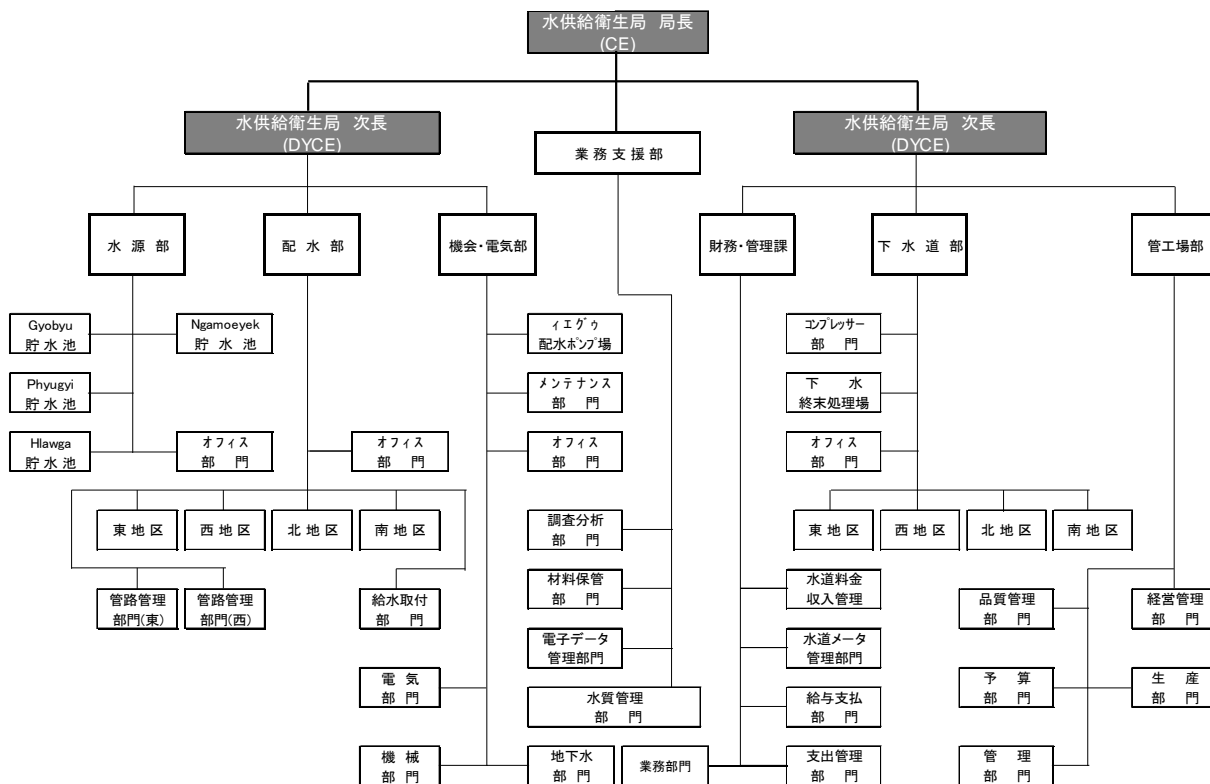 水供給衛生局 局長
(CE)
水供給衛生局 次長
(DYCE)
業務支援部
水供給衛生局 次長
(DYCE)
水 源 部
配 水 部
機会・電気部
財務・管理課
下 水 道 部
管工場部
Gyobyu
貯 水 池
Ngamoeyek
貯 水 池
ィエグゥ
配水ポンプ場
コンプレッサー
部 門
Phyugyi
貯 水 池
メンテナンス
部 門
下 水
終末処理場
Hlawga
貯 水 池
オフィス
部 門
オフィス
部 門
オフィス
部 門
オフィス
部 門
東 地 区
西 地 区
北 地 区
南 地 区
調査分析
部 門
東 地 区
西 地 区
北 地 区
南 地 区
管路管理
部門(東)
管路管理
部門(西)
給水取付
部 門
材料保管
部 門
水道料金
収入管理
品質管理
部 門
経営管理
部 門
電子データ
管理部門
水道メータ
管理部門
電 気
部 門
水質管理
部 門
給与支払
部 門
予 算
部 門
生 産
部 門
機 械
部 門
地下水
部 門
業務部門
支出管理
部 門
管 理
部 門